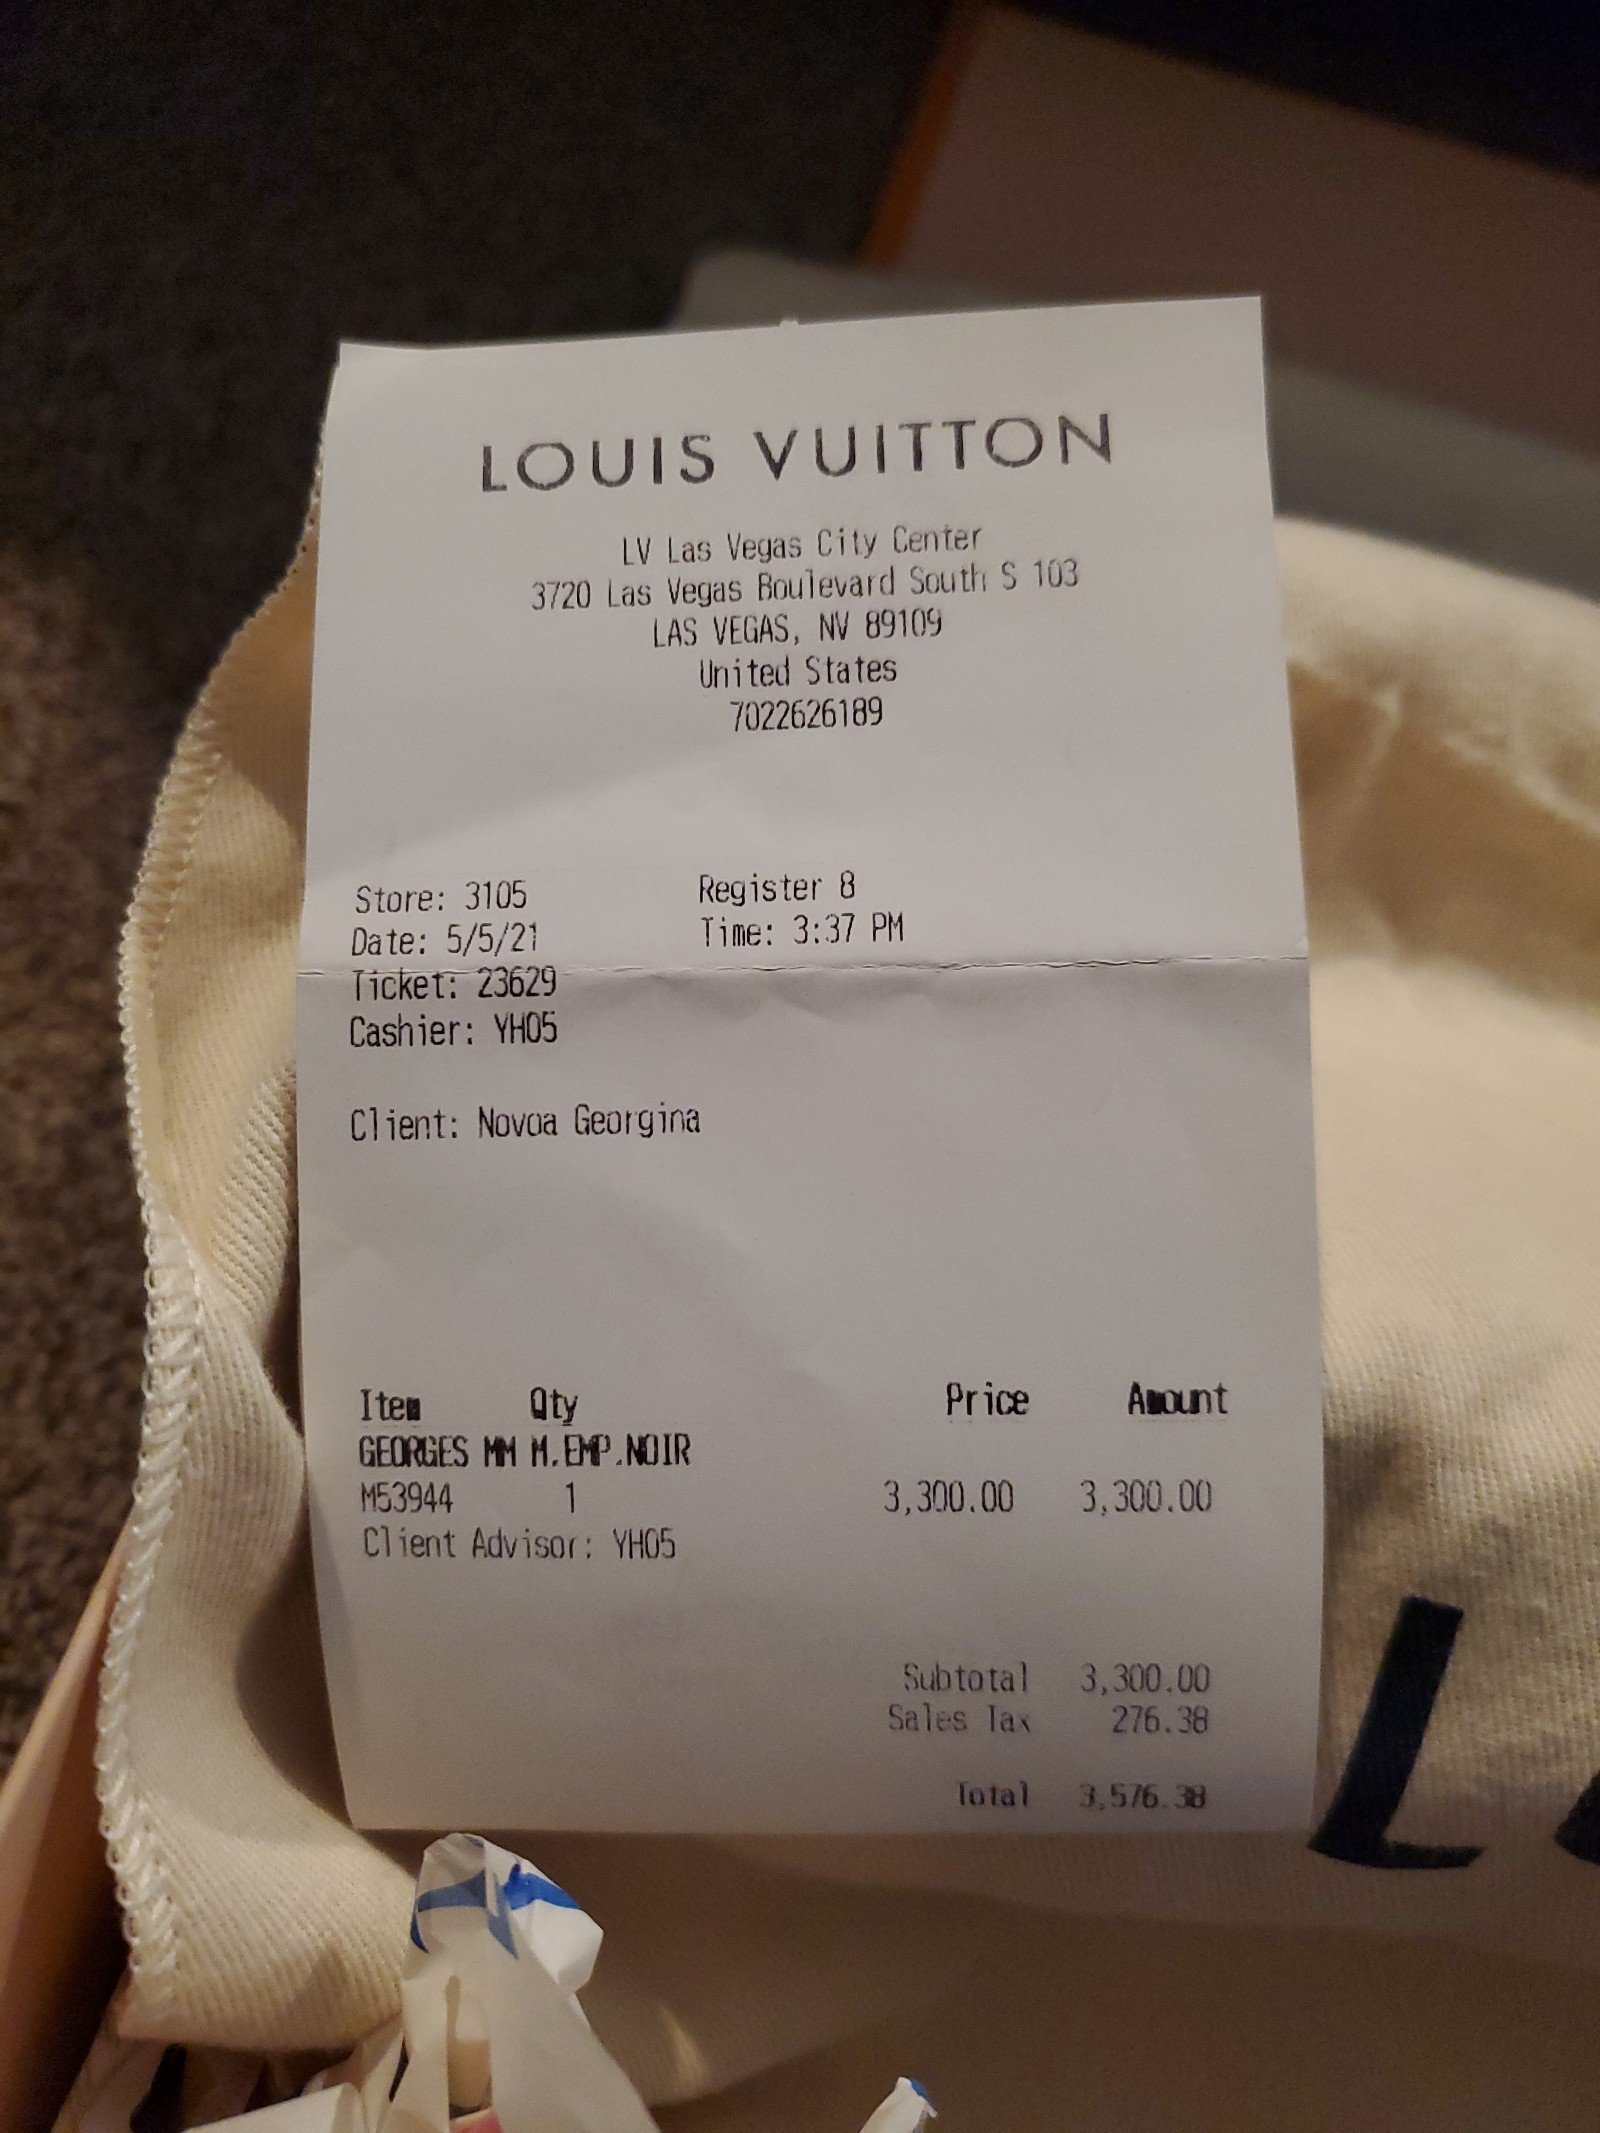 LOUIS VUITTON
LV Las Vegas City Center
3720 Las Vegas Boulevard South S 103
LAS VEGAS, NV 89109
United States
7022626189
Store: 3105 Register 8
Date: 5/5/21 Time: 3:37 PM
Ticket: 23629
Cashier: YH05
Client: Novoa Georgina
Item Qty Price Amount
GEORGES MM M.EMP.NOIR
M53944 1 3,300.00 3,300.00
Client Advisor: YH05
Subtotal 3,300.00
Sales Tax 276.38
Total 3,576.38
L